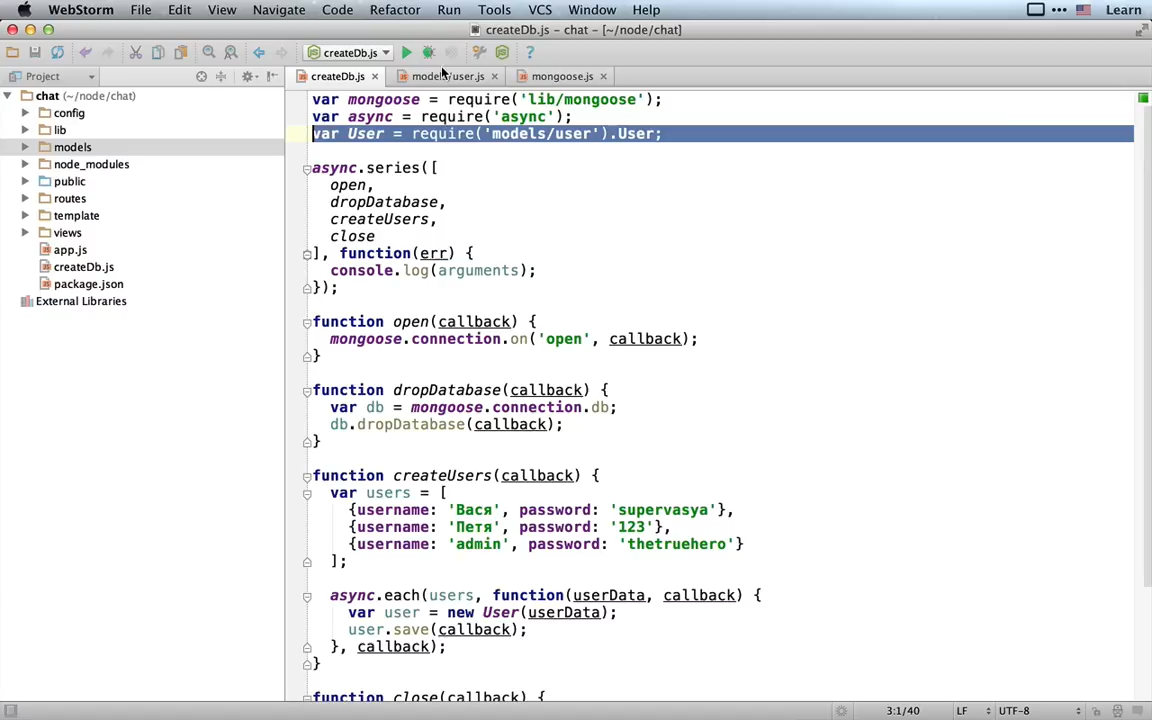 WebStorm File Edit View Navigate Code Refactor Run Tools VCS Window Help Learn
createDb.js – chat – [~/node/chat]
createDb.js
Project
createDb.js models/user.js mongoose.js
chat (~/node/chat)
config
lib
models
node_modules
public
routes
template
views
app.js
createDb.js
package.json
External Libraries
var mongoose = require('lib/mongoose');
var async = require('async');
var User = require('models/user').User;
async.series([
open,
dropDatabase,
createUsers,
close
], function(err) {
console.log(arguments);
});
function open(callback) {
mongoose.connection.on('open', callback);
}
function dropDatabase(callback) {
var db = mongoose.connection.db;
db.dropDatabase(callback);
}
function createUsers(callback) {
var users = [
{username: 'Вася', password: 'supervasya'},
{username: 'Петя', password: '123'},
{username: 'admin', password: 'thetruehero'}
];
async.each(users, function(userData, callback) {
var user = new User(userData);
user.save(callback);
}, callback);
}
function close(callback) {
3:1/40 LF UTF-8